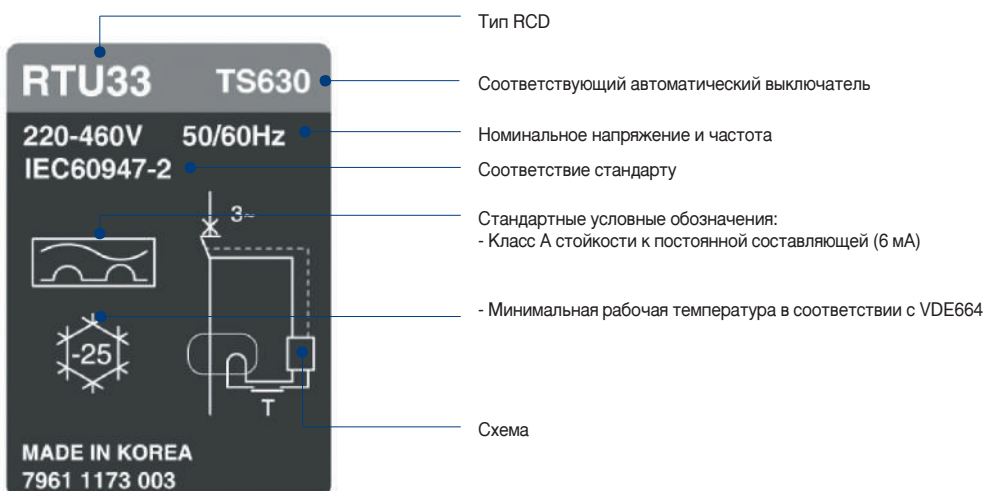 Тип RCD
RTU33 TS630
Соответствующий автоматический выключатель
220-460V 50/60Hz
Номинальное напряжение и частота
IEC60947-2
Соответствие стандарту
3~
Стандартные условные обозначения:
- Класс А стойкости к постоянной составляющей (6 мА)
- Минимальная рабочая температура в соответствии с VDE664
-25
T
Схема
MADE IN KOREA
7961 1173 003